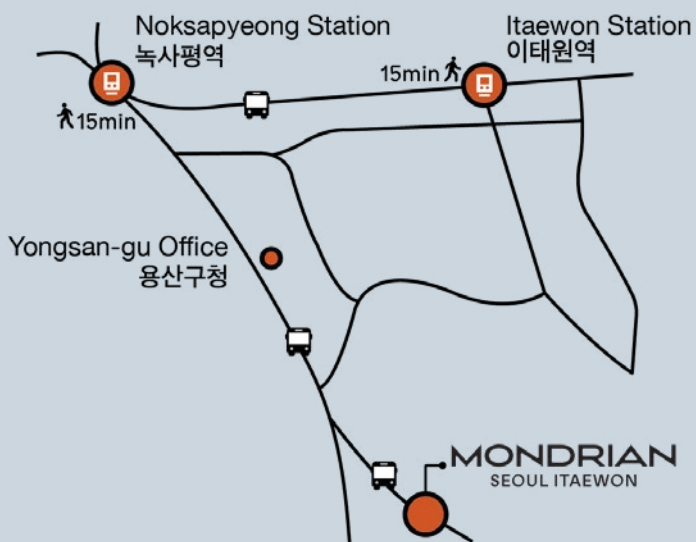 Noksapyeong Station
녹사평역
Itaewon Station
이태원역
15min
15min
Yongsan-gu Office
용산구청
MONDRIAN
SEOUL ITAEWON